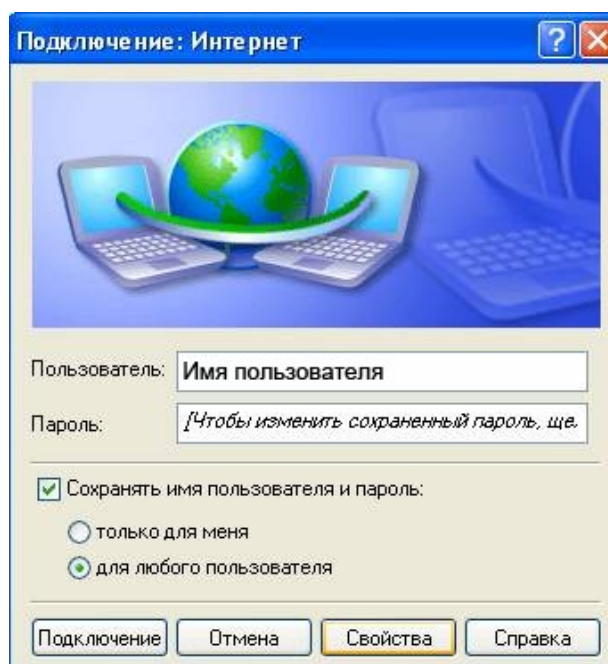 Подключение: Интернет
Пользователь: Имя пользователя
Пароль: [Чтобы изменить сохраненный пароль, ще.
Сохранять имя пользователя и пароль:
только для меня
для любого пользователя
Подключение Отмена Свойства Справка